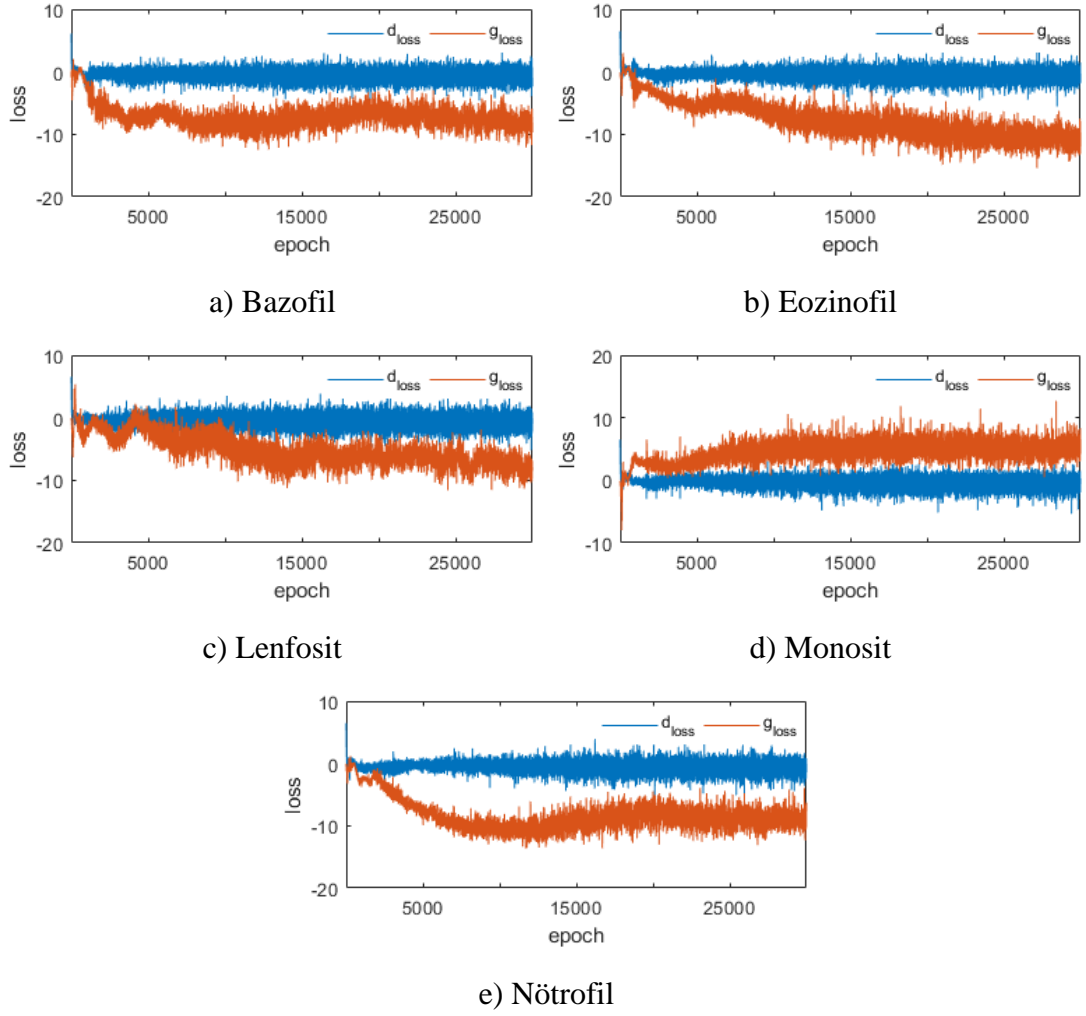 10
0
-10
-20
loss
d_loss g_loss
5000 15000 25000
epoch
a) Bazofil
10
0
-10
-20
loss
d_loss g_loss
5000 15000 25000
epoch
b) Eozinofil
10
0
-10
-20
loss
d_loss g_loss
5000 15000 25000
epoch
c) Lenfosit
20
10
0
-10
loss
d_loss g_loss
5000 15000 25000
epoch
d) Monosit
10
0
-10
-20
loss
d_loss g_loss
5000 15000 25000
epoch
e) Nötrofil